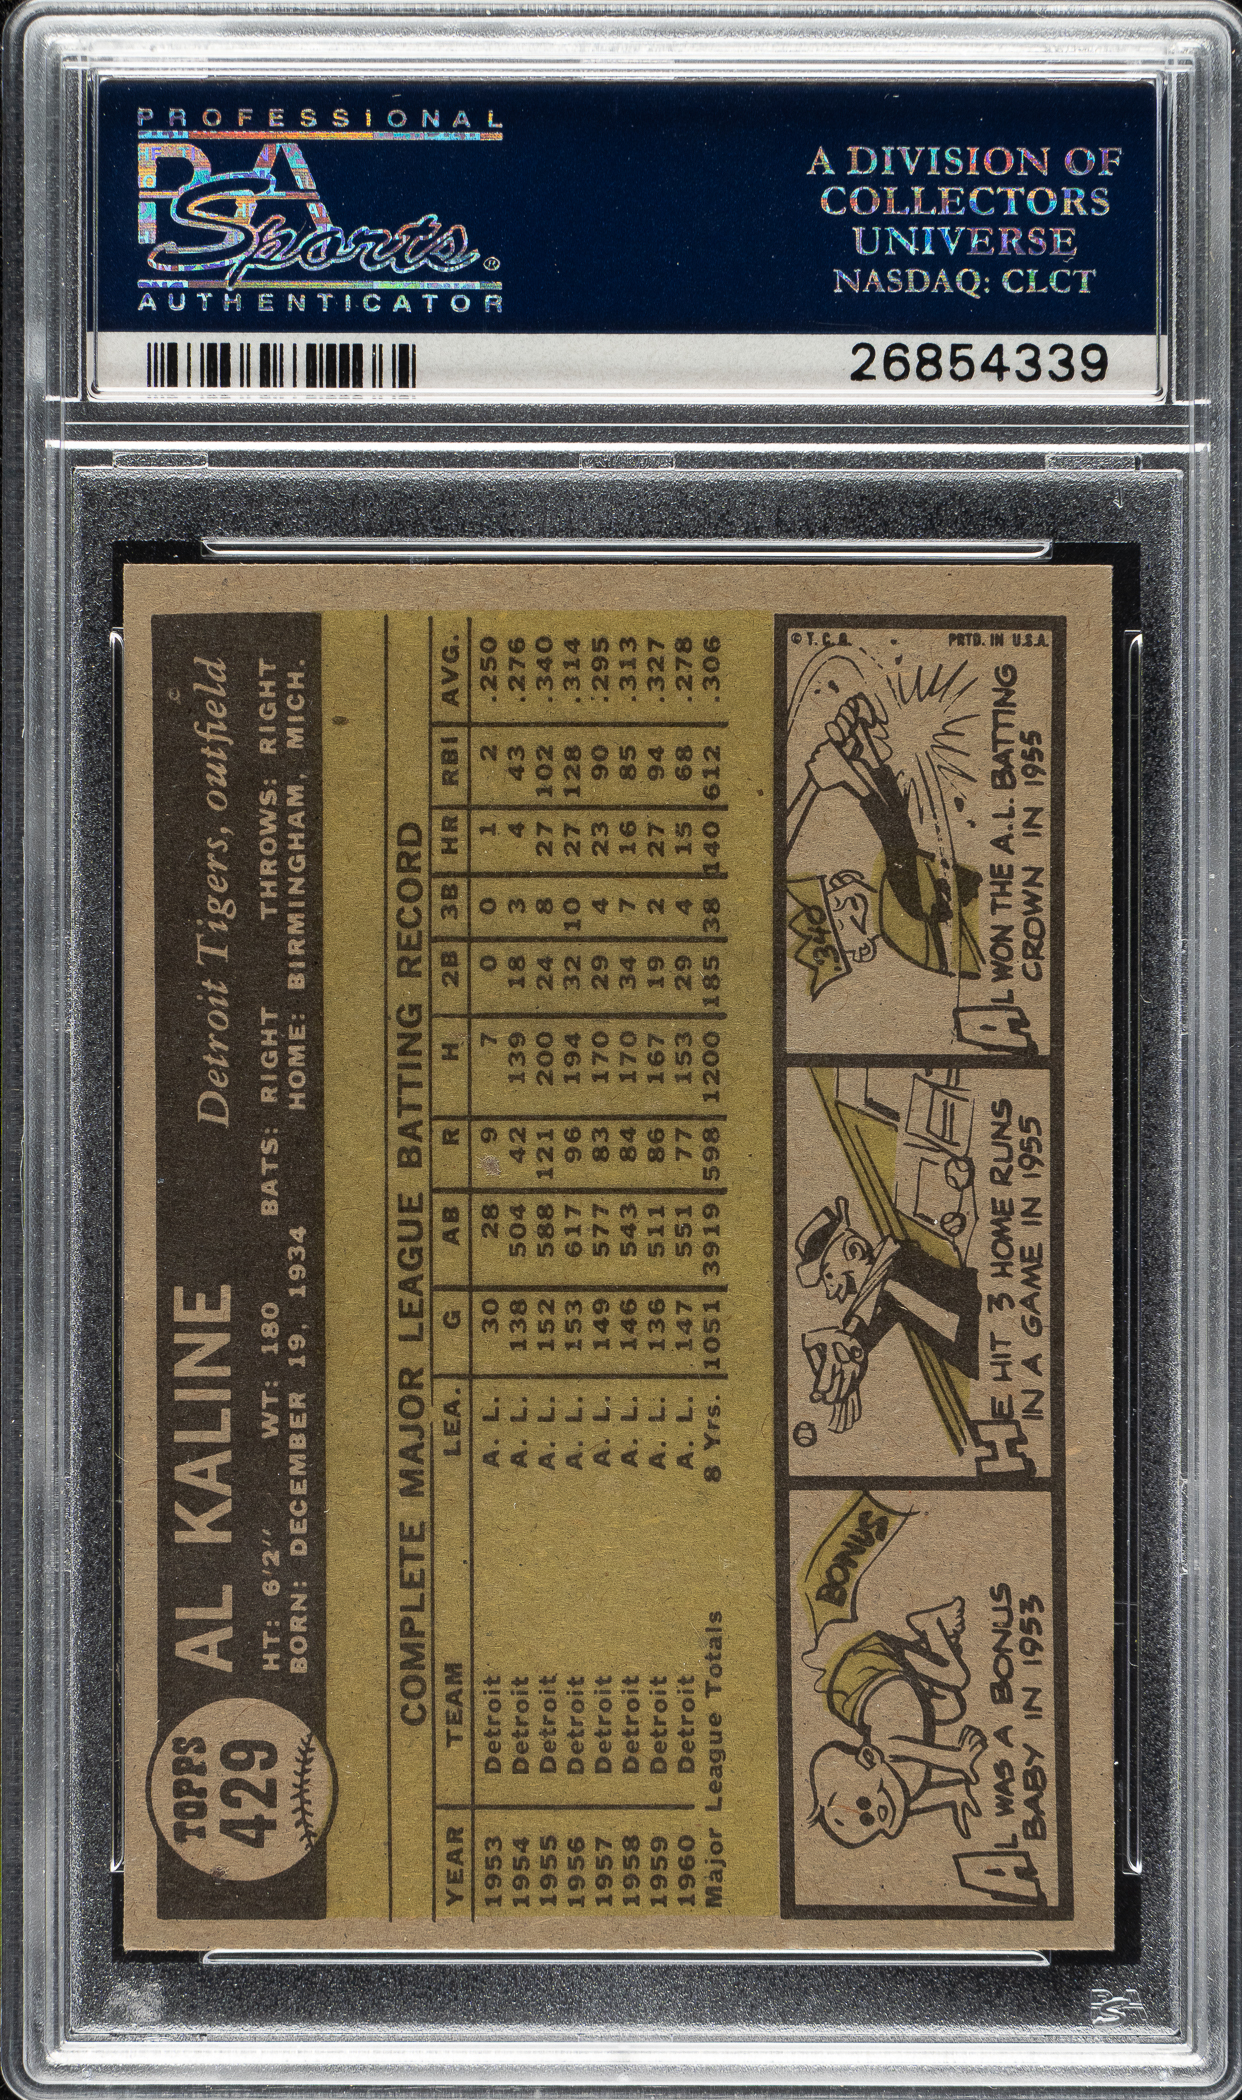 PROFESSIONAL
PSA
Sports®
AUTHENTICATOR
A DIVISION OF
COLLECTORS
UNIVERSE
NASDAQ: CLCT
26854339
TOPPS
429
AL KALINE Detroit Tigers, outfield
HT: 6'2" WT: 180 BATS: RIGHT THROWS: RIGHT
BORN: DECEMBER 19, 1934 HOME: BIRMINGHAM, MICH.
COMPLETE MAJOR LEAGUE BATTING RECORD
YEAR TEAM LEA. G AB R H 2B 3B HR RBI AVG.
1953 Detroit A. L. 30 28 9 7 0 0 1 2 .250
1954 Detroit A. L. 138 504 42 139 18 3 4 43 .276
1955 Detroit A. L. 152 588 121 200 24 8 27 102 .340
1956 Detroit A. L. 153 617 96 194 32 10 27 128 .314
1957 Detroit A. L. 149 577 83 170 29 4 23 90 .295
1958 Detroit A. L. 146 543 84 170 34 7 16 85 .313
1959 Detroit A. L. 136 511 86 167 19 2 27 94 .327
1960 Detroit A. L. 147 551 77 153 29 4 15 68 .278
Major League Totals 8 Yrs. 1051 3919 598 1200 185 38 140 612 .306
BONUS
AL WAS A BONUS
BABY IN 1953
HE HIT 3 HOME RUNS
IN A GAME IN 1955
© T. C. G. PRTD. IN U.S.A.
.340
AL WON THE A.L. BATTING
CROWN IN 1955
PSA